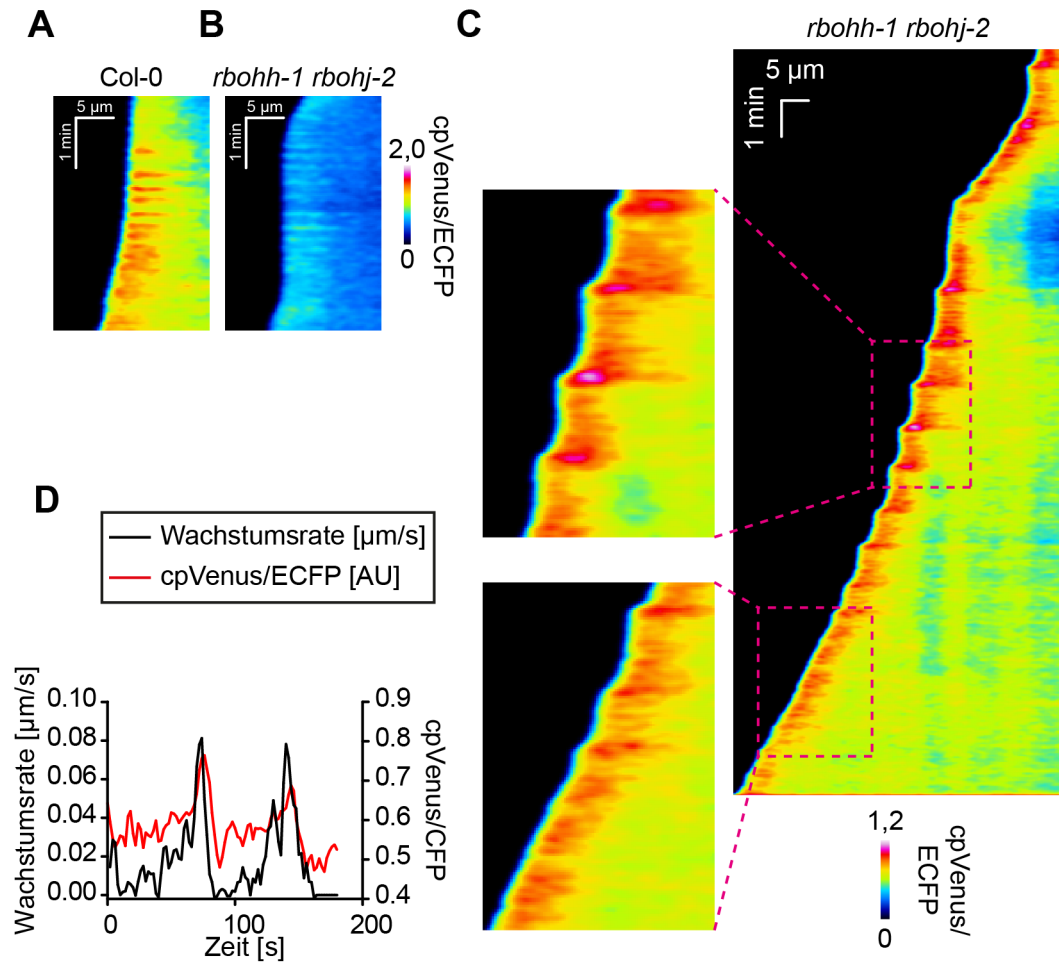 A
B
C
Col-0
rbohh-1 rbohj-2
rbohh-1 rbohj-2
5 µm
1 min
5 µm
1 min
2,0
0
cpVenus/ECFP
5 µm
1 min
D
Wachstumsrate [µm/s]
cpVenus/ECFP [AU]
Wachstumsrate [µm/s]
0.10
0.08
0.06
0.04
0.02
0.00
0.9
0.8
0.7
0.6
0.5
0.4
cpVenus/CFP
0
100
200
Zeit [s]
1,2
0
cpVenus/
ECFP